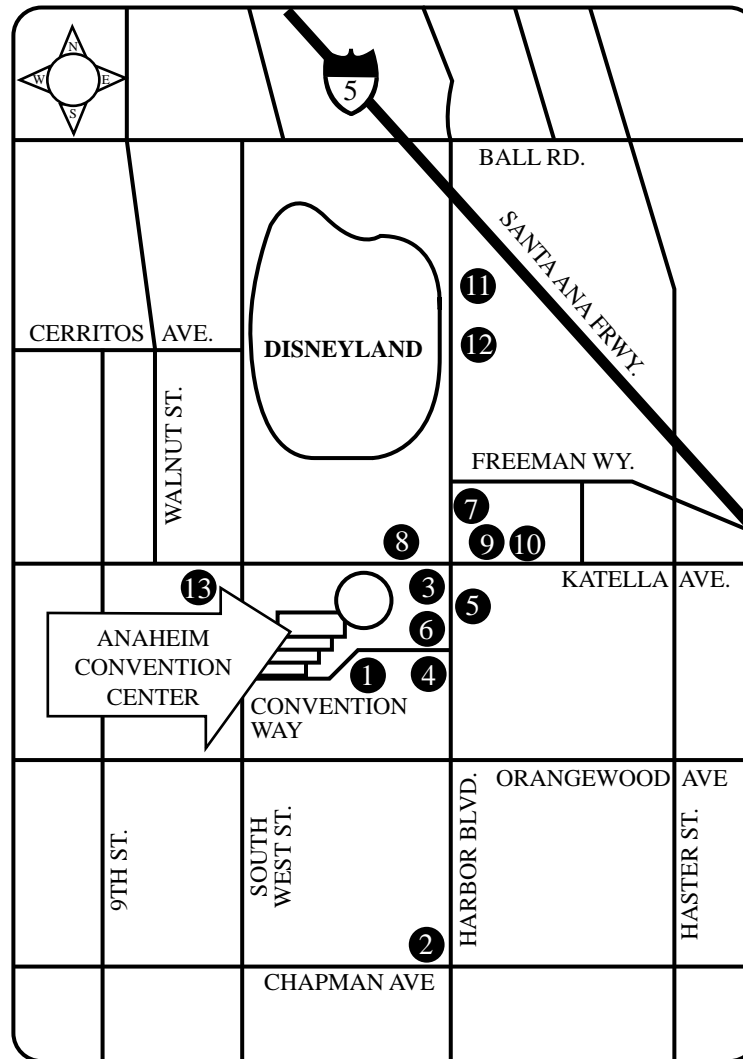 N
W
E
S
5
BALL RD.
SANTA ANA FRWY.
11
CERRITOS AVE.
DISNEYLAND
12
WALNUT ST.
FREEMAN WY.
7
8
9
10
13
3
KATELLA AVE.
5
6
ANAHEIM
CONVENTION
CENTER
1
4
CONVENTION
WAY
ORANGEWOOD AVE
9TH ST.
SOUTH
WEST ST.
HARBOR BLVD.
HASTER ST.
2
CHAPMAN AVE